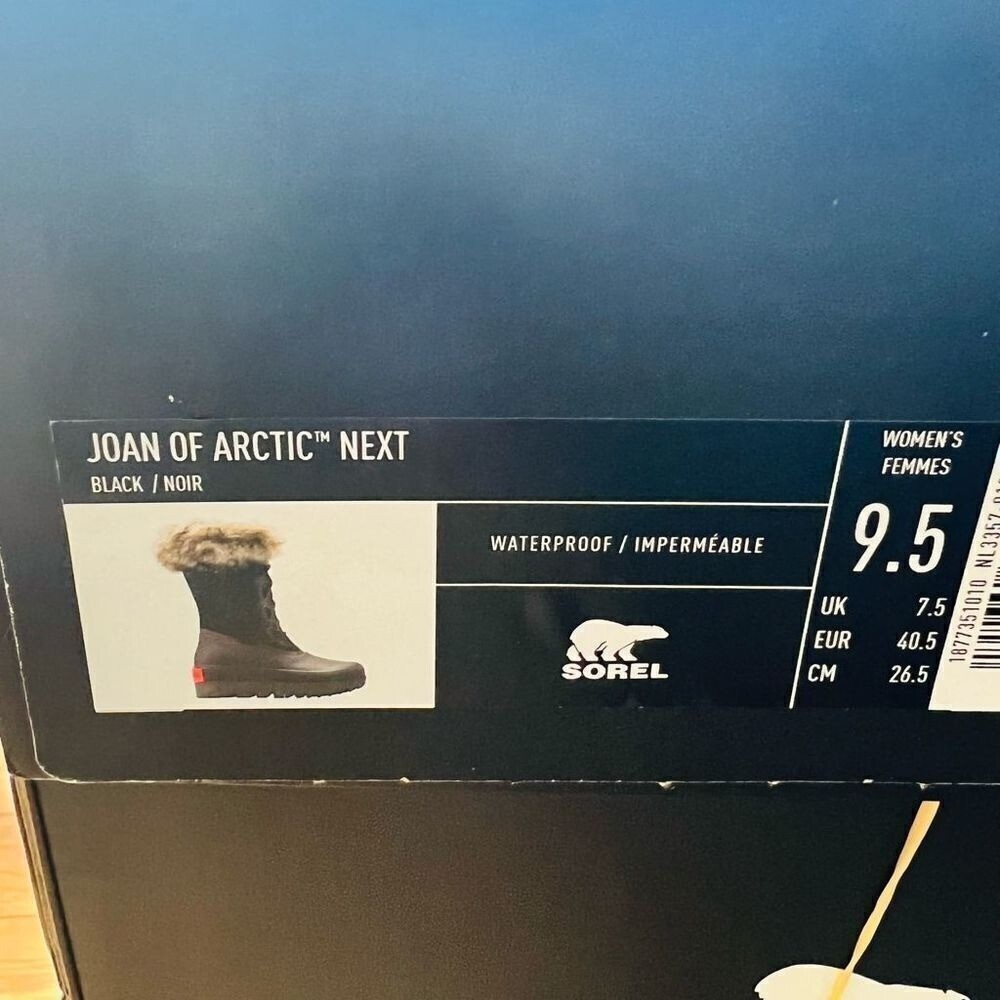 JOAN OF ARCTIC™ NEXT
BLACK / NOIR
WATERPROOF / IMPERMÉABLE
SOREL
WOMEN'S
FEMMES
9.5
UK 7.5
EUR 40.5
CM 26.5
1877351010 NL3357